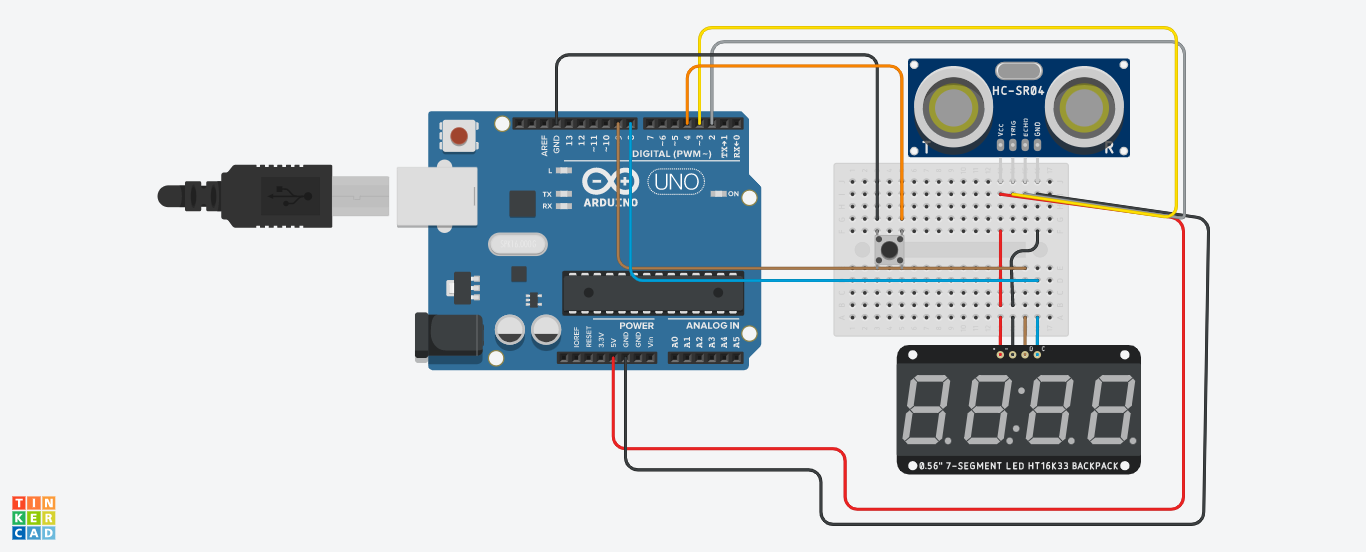 HC-SR04
VCC
TRIG
ECHO
GND
T
R
AREF
GND
13
12
~11
~10
~9
8
7
~6
~5
4
~3
2
TX→1
RX←0
DIGITAL (PWM~)
L
TX
RX
ARDUINO
UNO
ON
POWER
ANALOG IN
IOREF
RESET
3.3V
5V
GND
GND
Vin
A0
A1
A2
A3
A4
A5
+ - D C
0.56" 7-SEGMENT LED HT16K33 BACKPACK
TIN
KER
CAD